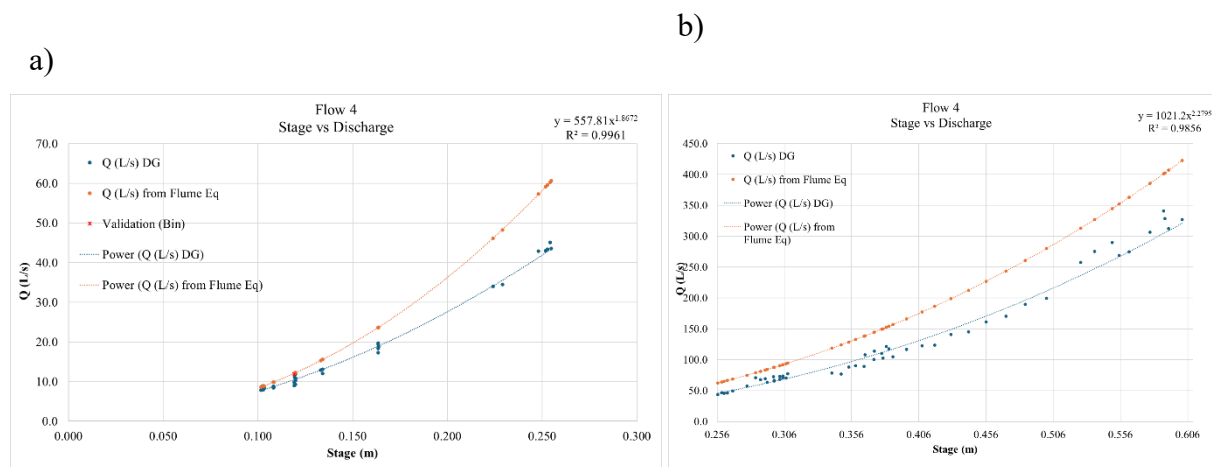 a)
Flow 4
Stage vs Discharge
y = 557.81x^1.8672
R² = 0.9961
70.0
60.0
50.0
40.0
30.0
20.0
10.0
0.0
Q (L/s)
Q (L/s) DG
Q (L/s) from Flume Eq
Validation (Bin)
Power (Q (L/s) DG)
Power (Q (L/s) from Flume Eq)
0.000 0.050 0.100 0.150 0.200 0.250 0.300
Stage (m)
b)
Flow 4
Stage vs Discharge
y = 1021.2x^2.2795
R² = 0.9856
450.0
400.0
350.0
300.0
250.0
200.0
150.0
100.0
50.0
0.0
Q (L/s)
Q (L/s) DG
Q (L/s) from Flume Eq
Power (Q (L/s) DG)
Power (Q (L/s) from
Flume Eq)
0.256 0.306 0.356 0.406 0.456 0.506 0.556 0.606
Stage (m)